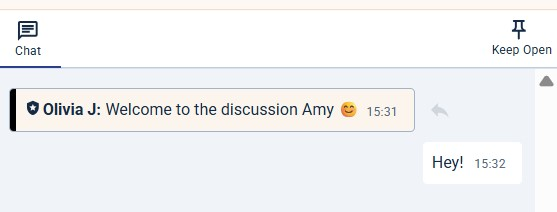 Chat
Keep Open
Olivia J: Welcome to the discussion Amy 😊 15:31
Hey! 15:32